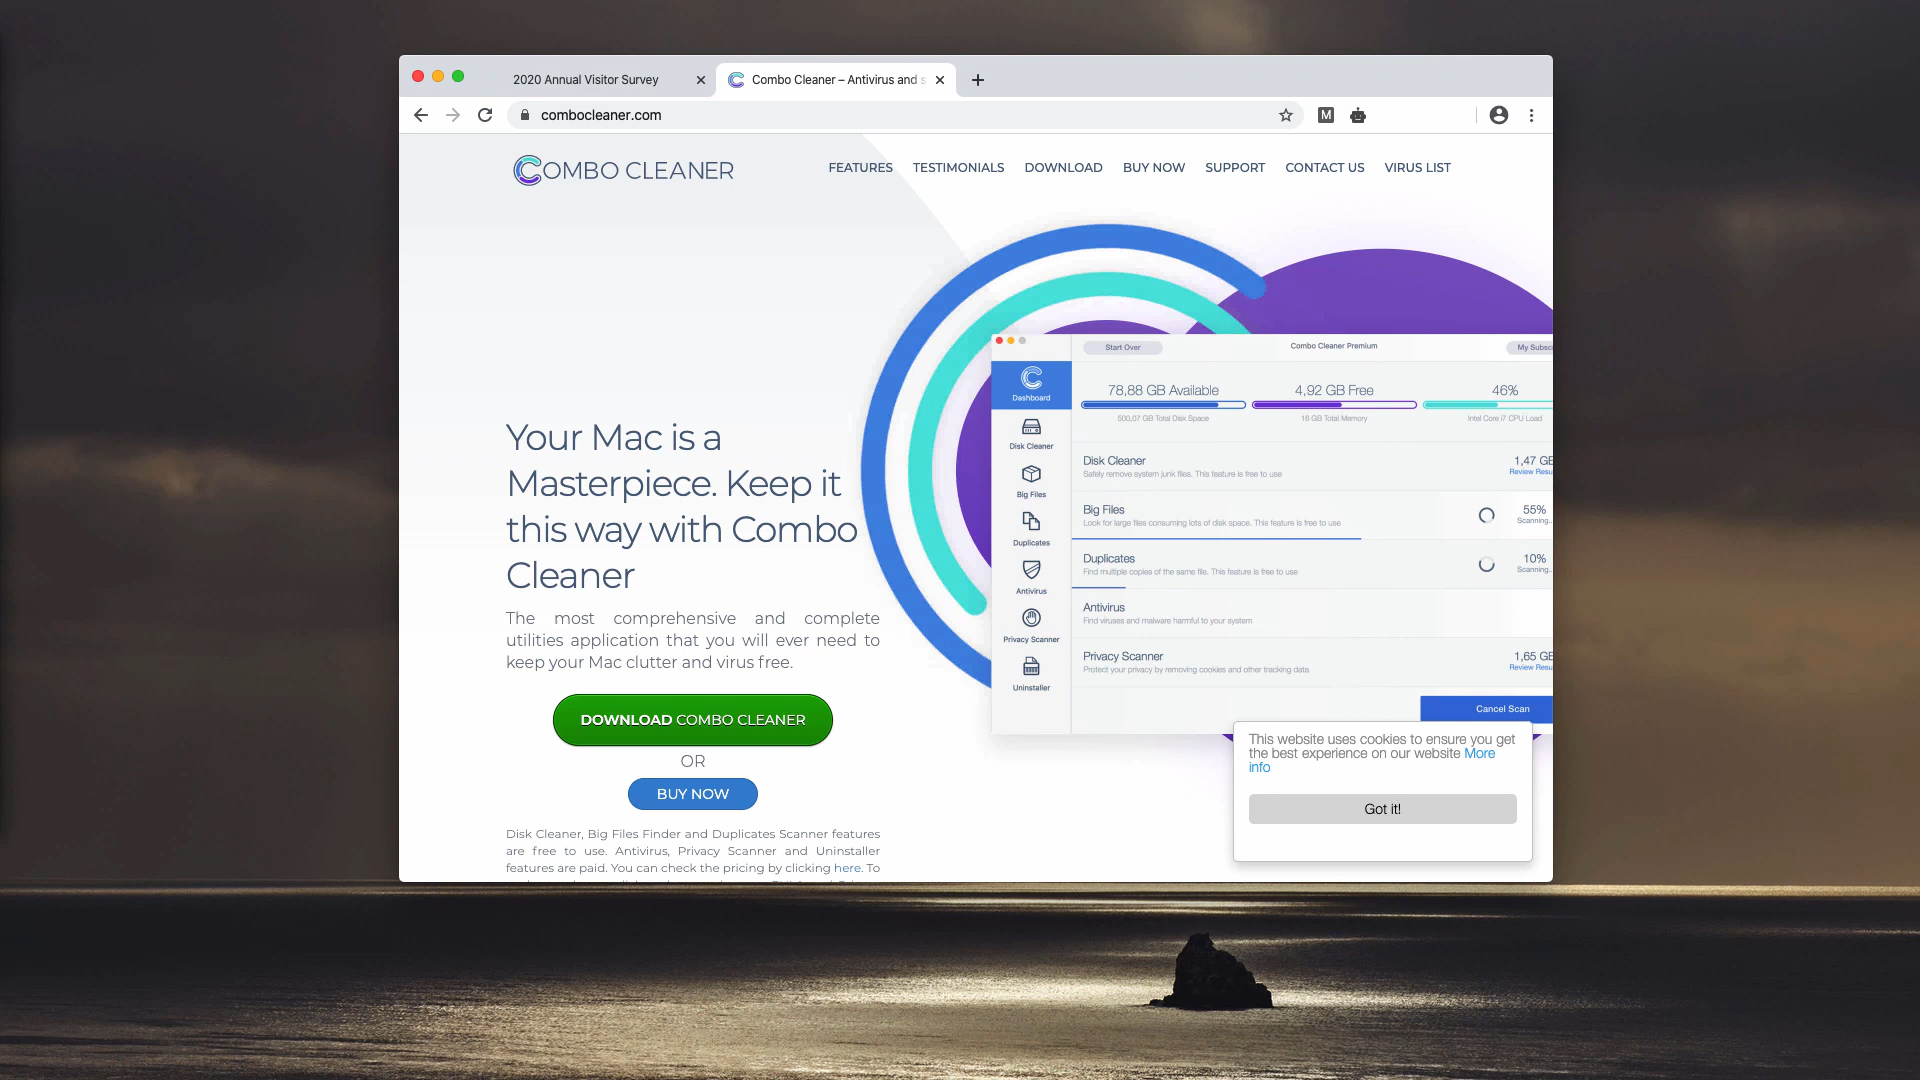 2020 Annual Visitor Survey
Combo Cleaner – Antivirus and s
combocleaner.com
M
COMBO CLEANER
FEATURES TESTIMONIALS DOWNLOAD BUY NOW SUPPORT CONTACT US VIRUS LIST
Your Mac is a
Masterpiece. Keep it
this way with Combo
Cleaner
The most comprehensive and complete
utilities application that you will ever need to
keep your Mac clutter and virus free.
DOWNLOAD COMBO CLEANER
OR
BUY NOW
Disk Cleaner, Big Files Finder and Duplicates Scanner features
are free to use. Antivirus, Privacy Scanner and Uninstaller
features are paid. You can check the pricing by clicking here. To
Start Over
Combo Cleaner Premium
My Subsc
Dashboard
Disk Cleaner
Big Files
Duplicates
Antivirus
Privacy Scanner
Uninstaller
78,88 GB Available
500,07 GB Total Disk Space
4,92 GB Free
16 GB Total Memory
46%
Intel Core i7 CPU Load
Disk Cleaner
Safely remove system junk files. This feature is free to use
1,47 GB
Review Resu
Big Files
Look for large files consuming lots of disk space. This feature is free to use
55%
Scanning..
Duplicates
Find multiple copies of the same file. This feature is free to use
10%
Scanning..
Antivirus
Find viruses and malware harmful to your system
Privacy Scanner
Protect your privacy by removing cookies and other tracking data
1,65 GB
Review Resu
Cancel Scan
This website uses cookies to ensure you get
the best experience on our website More
info
Got it!